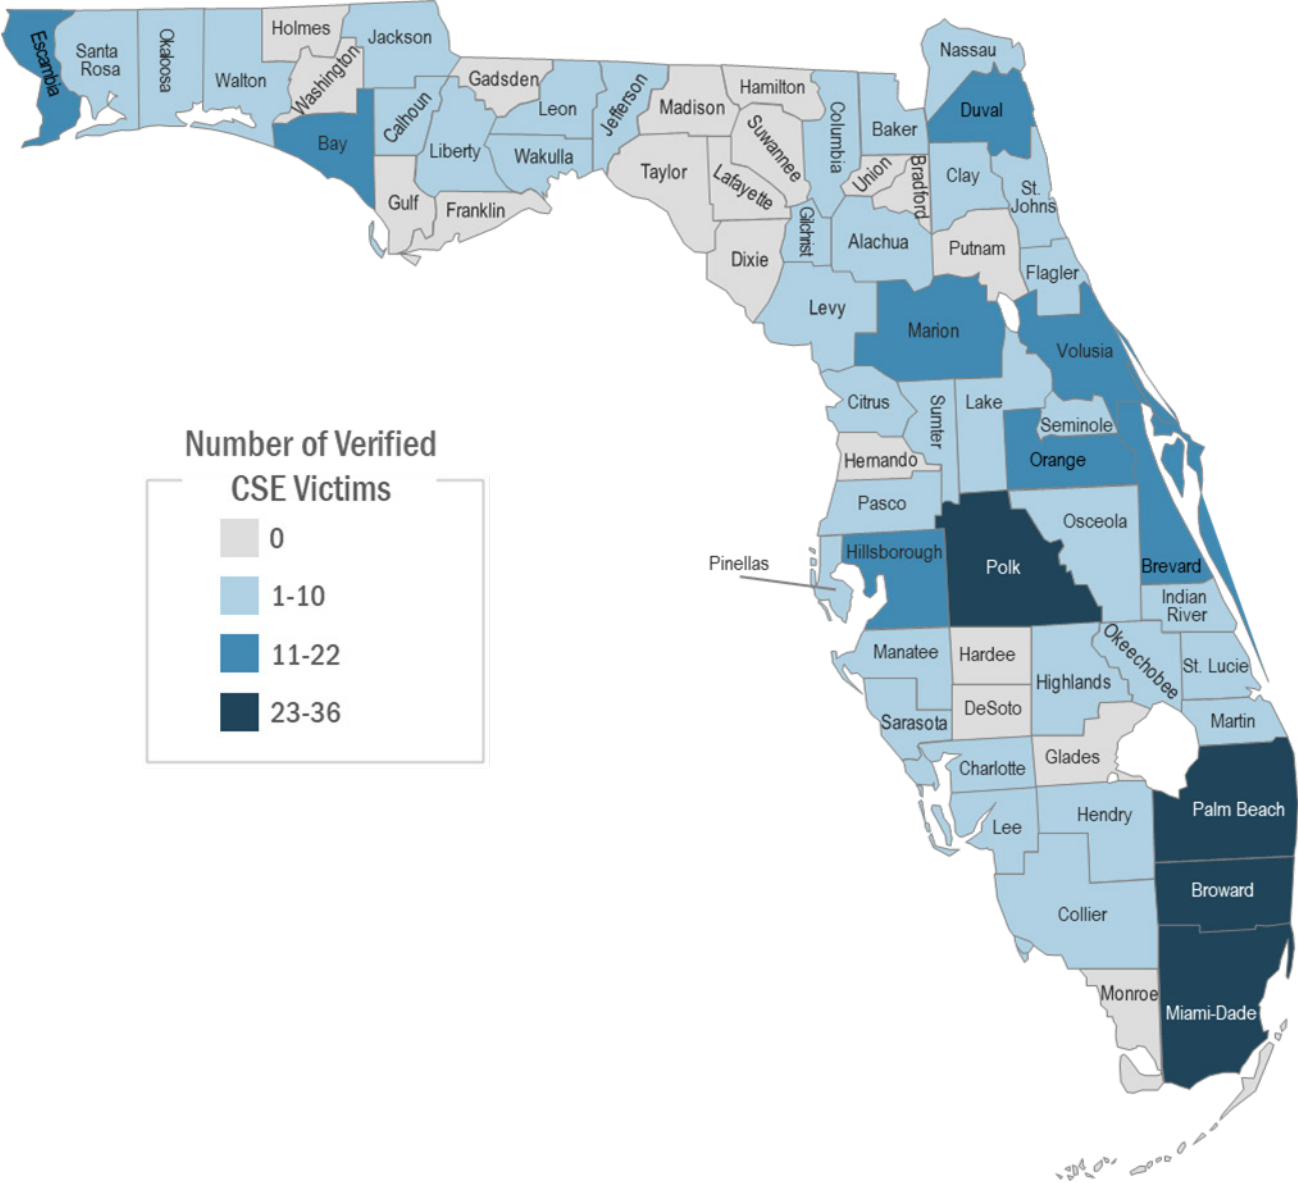 Escambia
Santa
Rosa
Okaloosa
Walton
Holmes
Washington
Jackson
Bay
Calhoun
Gadsden
Liberty
Gulf
Franklin
Leon
Wakulla
Jefferson
Madison
Taylor
Hamilton
Suwannee
Lafayette
Dixie
Columbia
Gilchrist
Baker
Union
Bradford
Alachua
Nassau
Duval
Clay
St.
Johns
Putnam
Flagler
Levy
Marion
Volusia
Citrus
Sumter
Lake
Seminole
Orange
Hernando
Pasco
Pinellas
Hillsborough
Polk
Osceola
Brevard
Indian
River
Manatee
Hardee
Highlands
Okeechobee
St. Lucie
Sarasota
DeSoto
Martin
Charlotte
Glades
Lee
Hendry
Palm Beach
Collier
Broward
Monroe
Miami-Dade
Number of Verified
CSE Victims
0
1-10
11-22
23-36